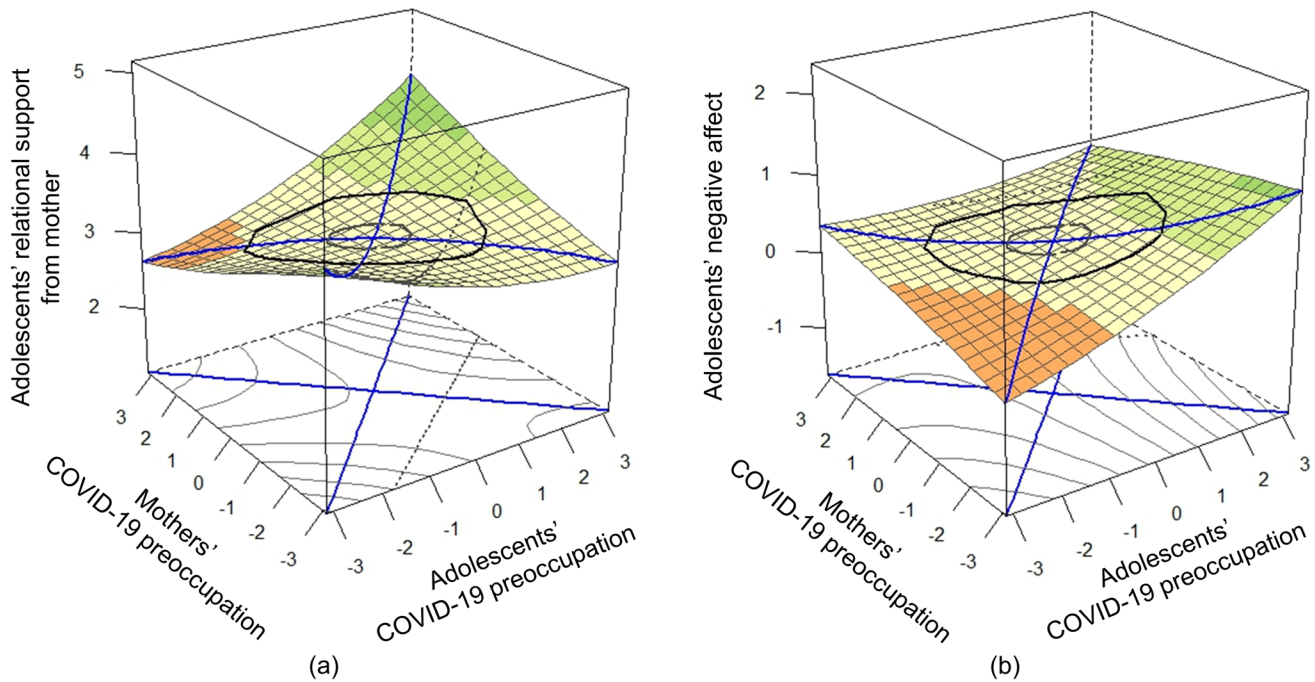 Adolescents' relational support
from mother
5
4
3
2
3
2
1
0
-1
-2
-3
Mothers'
COVID-19 preoccupation
-3
-2
-1
0
1
2
3
Adolescents'
COVID-19 preoccupation
(a)
Adolescents' negative affect
2
1
0
-1
3
2
1
0
-1
-2
-3
Mothers'
COVID-19 preoccupation
-3
-2
-1
0
1
2
3
Adolescents'
COVID-19 preoccupation
(b)